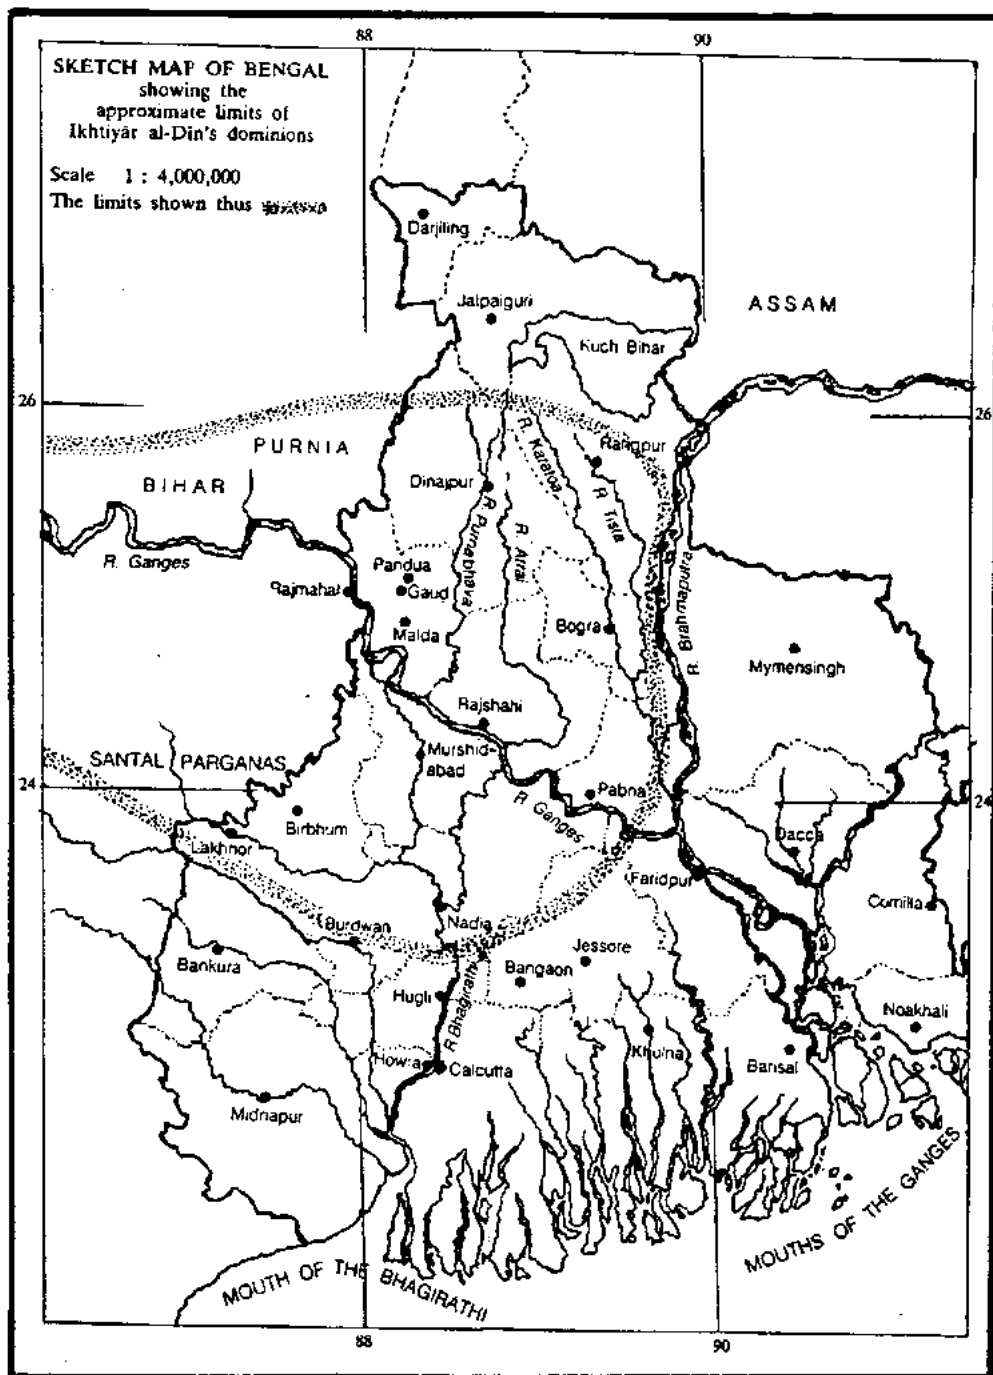 88
90
SKETCH MAP OF BENGAL
showing the
approximate limits of
Ikhtiyār al-Din's dominions
Scale 1 : 4,000,000
The limits shown thus
Darjiling
Jalpaiguri
ASSAM
Kuch Bihar
26
26
PURNIA
R. Karatoa
Rangpur
BIHAR
Dinajpur
R. Tista
R. Purnabhava
R. Atrai
R. Ganges
Pandua
Rajmahal
Gaud
R. Brahmaputra
Malda
Bogra
Mymensingh
Rajshahi
SANTAL PARGANAS
Murshid-
abad
24
Pabna
24
R. Ganges
Birbhum
Dacca
Lakhnor
Faridpur
Comilla
Burdwan
Nadia
Jessore
Bankura
Bangaon
Hugli
R. Bhagirathi
Noakhali
Khulna
Howra
Calcutta
Barisal
Midnapur
MOUTHS OF THE GANGES
MOUTH OF THE BHAGIRATHI
88
90